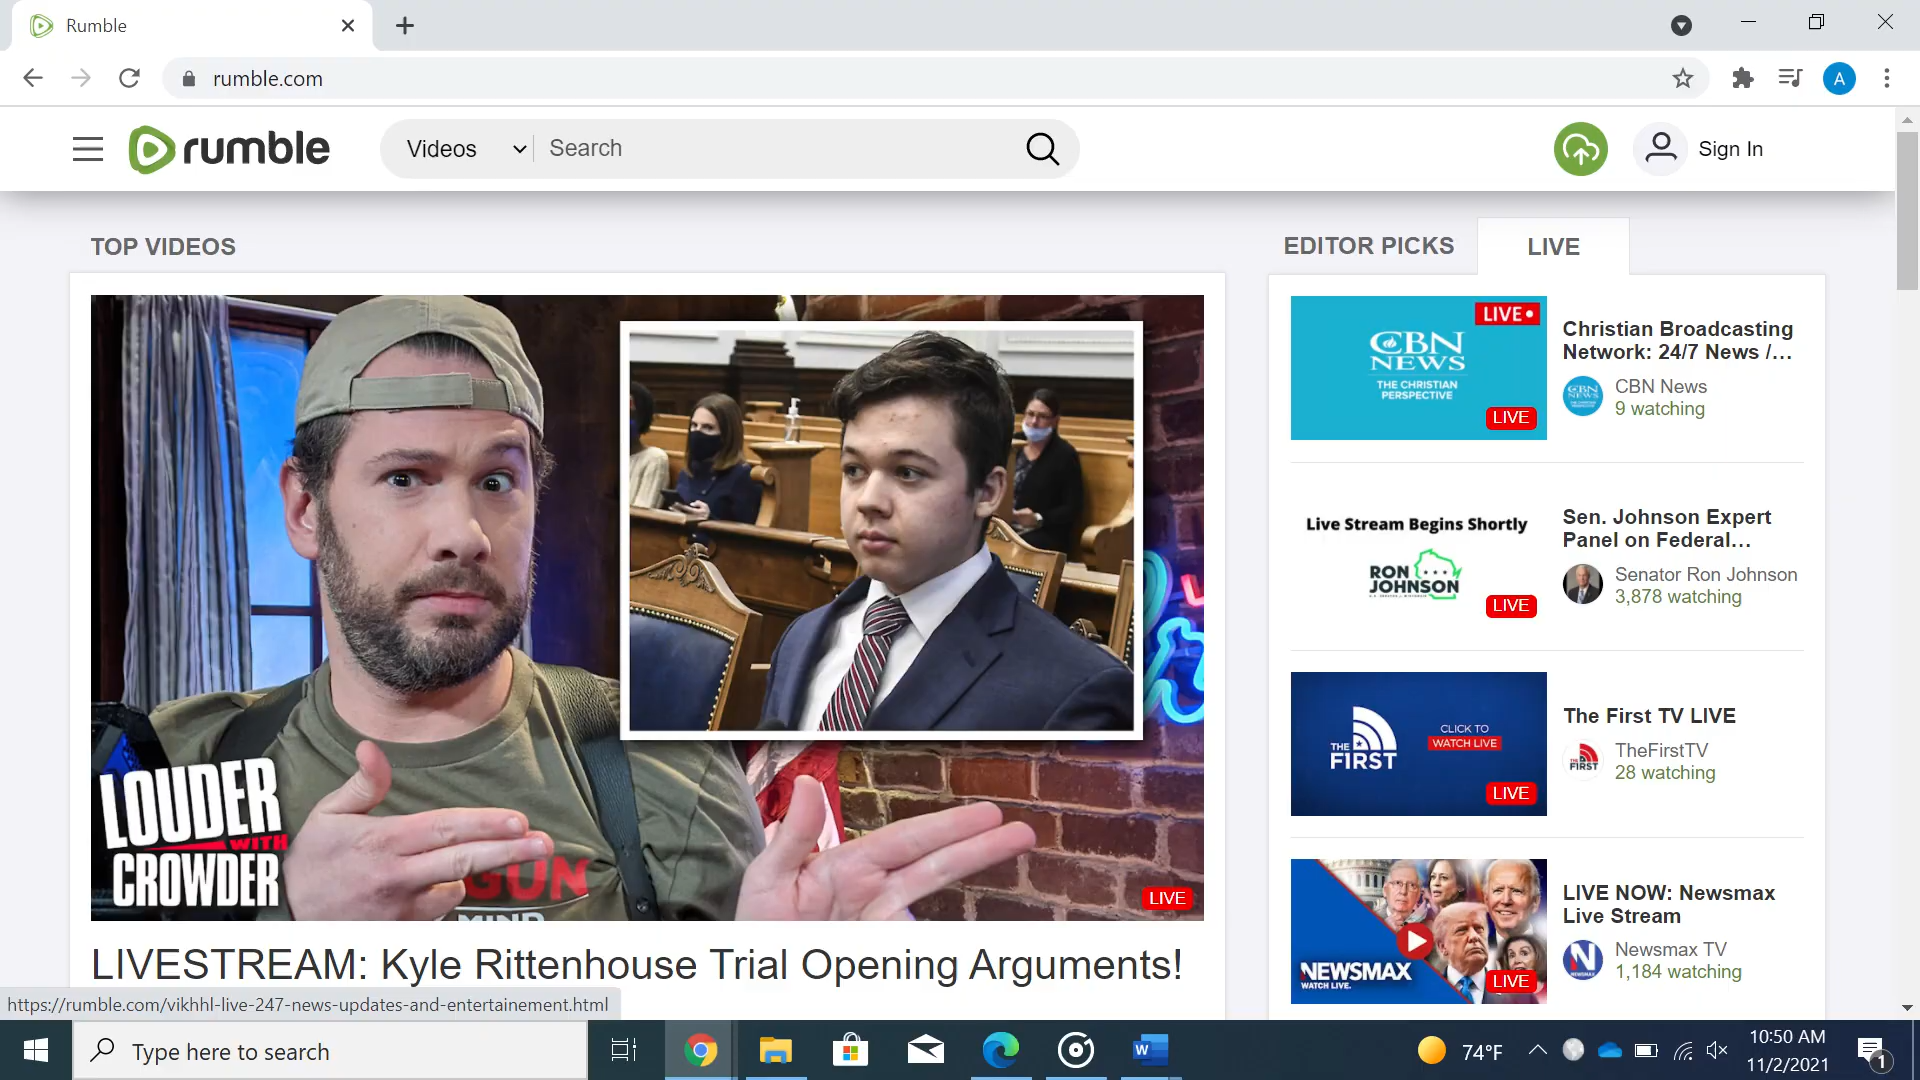 Rumble
rumble.com
rumble
Videos
Search
Sign In
TOP VIDEOS
EDITOR PICKS
LIVE
LOUDER
WITH
CROWDER
GUN
MIND
LIVE
LIVESTREAM: Kyle Rittenhouse Trial Opening Arguments!
LIVE
CBN
NEWS
THE CHRISTIAN
PERSPECTIVE
LIVE
Christian Broadcasting
Network: 24/7 News /...
CBN News
9 watching
Live Stream Begins Shortly
RON
JOHNSON
LIVE
Sen. Johnson Expert
Panel on Federal...
Senator Ron Johnson
3,878 watching
THE
FIRST
CLICK TO
WATCH LIVE
LIVE
The First TV LIVE
THE
FIRST
TheFirstTV
28 watching
NEWSMAX
WATCH LIVE.
LIVE
LIVE NOW: Newsmax
Live Stream
N
Newsmax TV
1,184 watching
https://rumble.com/vikhhl-live-247-news-updates-and-entertainement.html
Type here to search
W
74°F
10:50 AM
11/2/2021
1
A